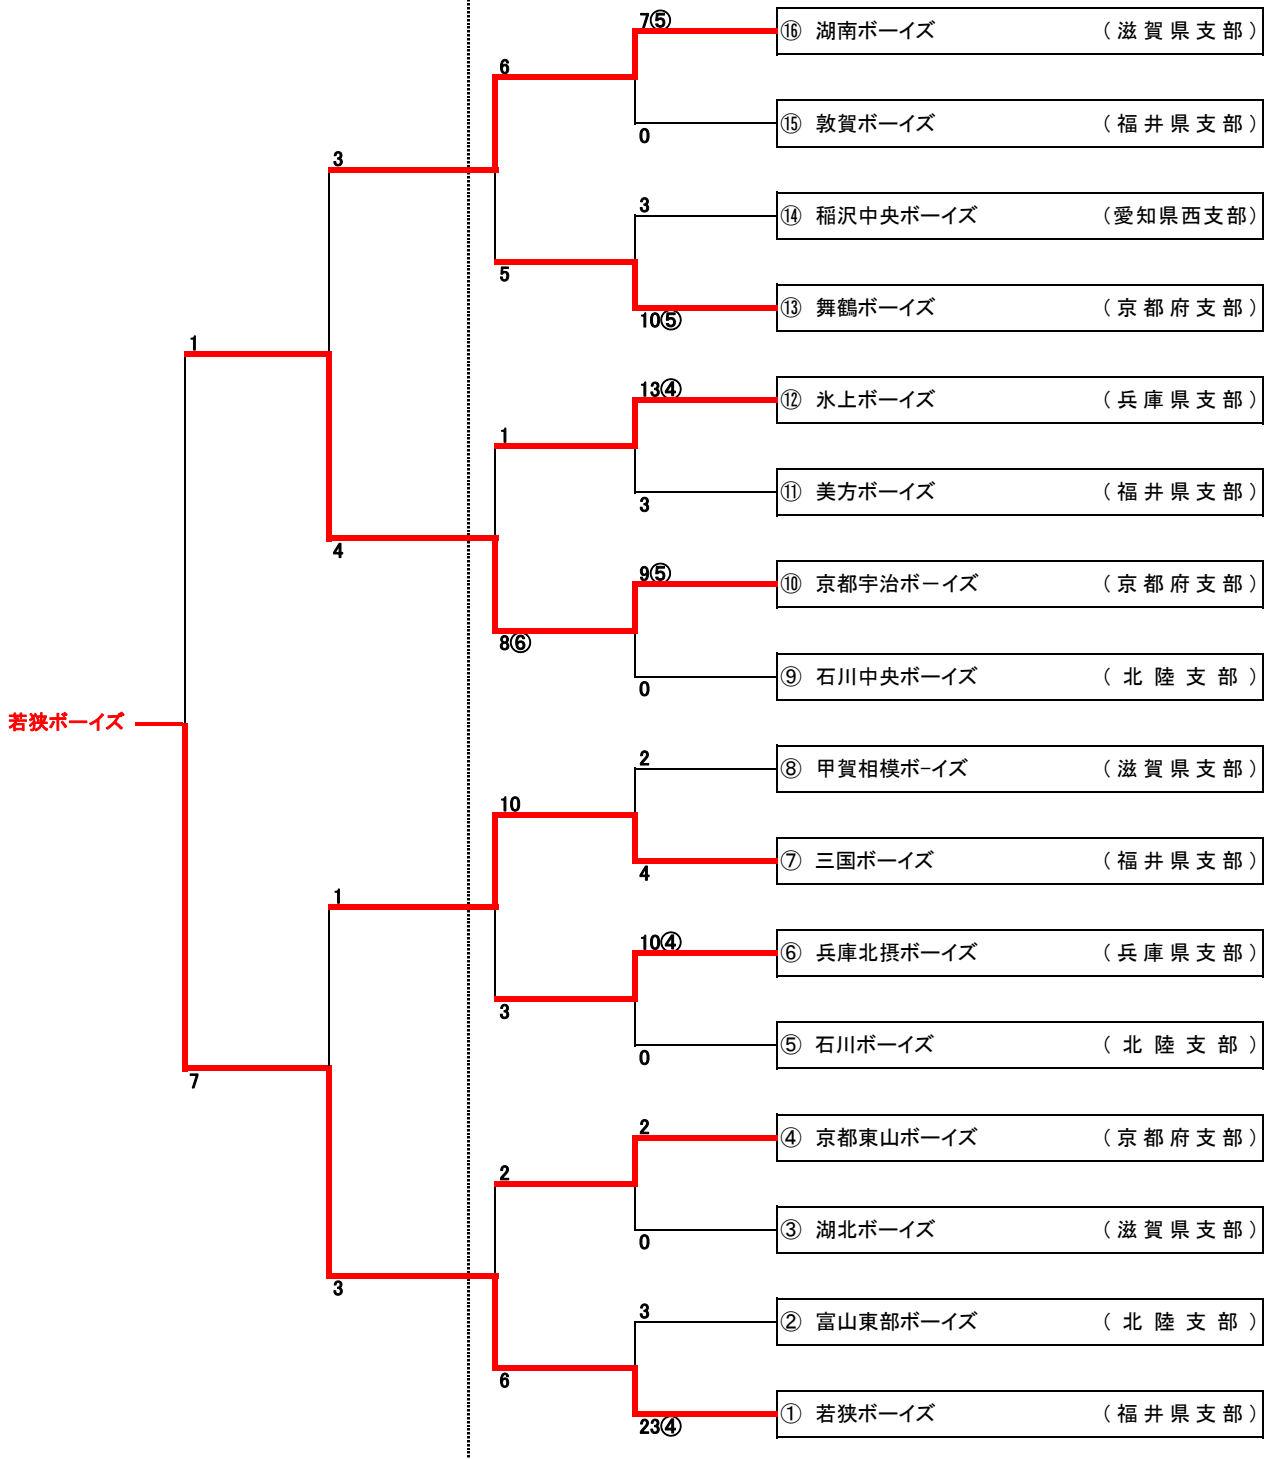 7⑤
⑯ 湖南ボーイズ (滋賀県支部)
6
⑮ 敦賀ボーイズ (福井県支部)
0
3
3
⑭ 稲沢中央ボーイズ (愛知県西支部)
5
⑬ 舞鶴ボーイズ (京都府支部)
10⑤
1
13④
⑫ 氷上ボーイズ (兵庫県支部)
1
⑪ 美方ボーイズ (福井県支部)
3
4
9⑤
⑩ 京都宇治ボーイズ (京都府支部)
8⑥
⑨ 石川中央ボーイズ (北陸支部)
0
若狭ボーイズ
2
⑧ 甲賀相模ボーイズ (滋賀県支部)
10
⑦ 三国ボーイズ (福井県支部)
4
1
10④
⑥ 兵庫北摂ボーイズ (兵庫県支部)
3
⑤ 石川ボーイズ (北陸支部)
0
7
2
④ 京都東山ボーイズ (京都府支部)
2
③ 湖北ボーイズ (滋賀県支部)
0
3
3
② 富山東部ボーイズ (北陸支部)
6
① 若狭ボーイズ (福井県支部)
23④